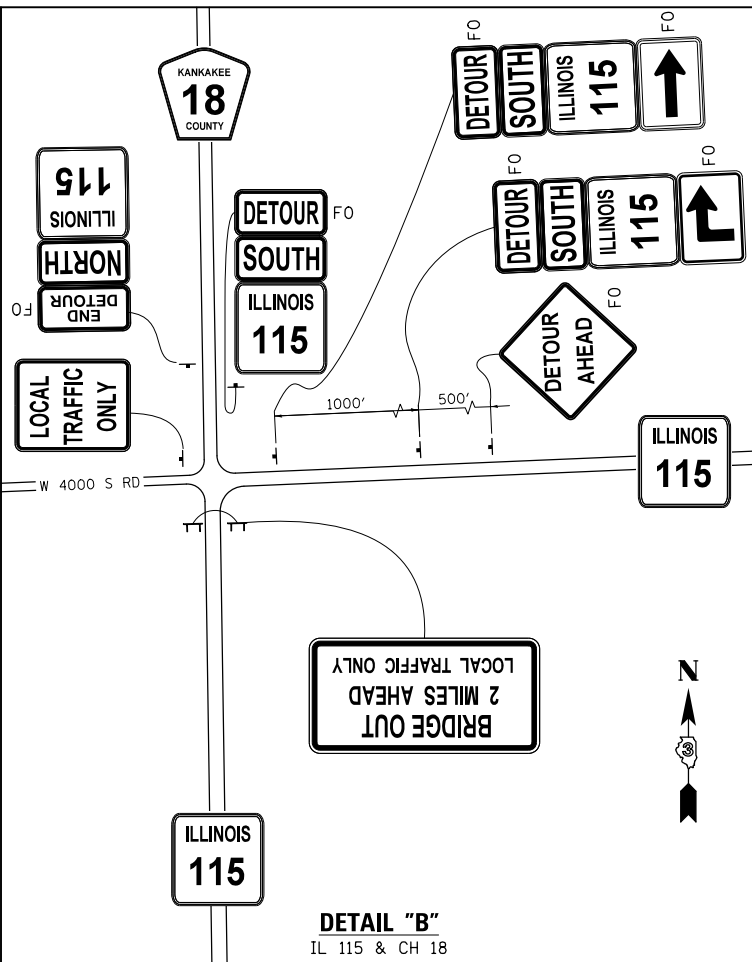 KANKAKEE
18
COUNTY
DETOUR
SOUTH
ILLINOIS
115
FO
FO
DETOUR
SOUTH
ILLINOIS
115
FO
FO
END
DETOUR
NORTH
ILLINOIS
115
FO
DETOUR
SOUTH
ILLINOIS
115
FO
DETOUR
AHEAD
FO
LOCAL
TRAFFIC
ONLY
1000'
500'
W 4000 S RD
ILLINOIS
115
BRIDGE OUT
2 MILES AHEAD
LOCAL TRAFFIC ONLY
N
3
ILLINOIS
115
DETAIL "B"
IL 115 & CH 18